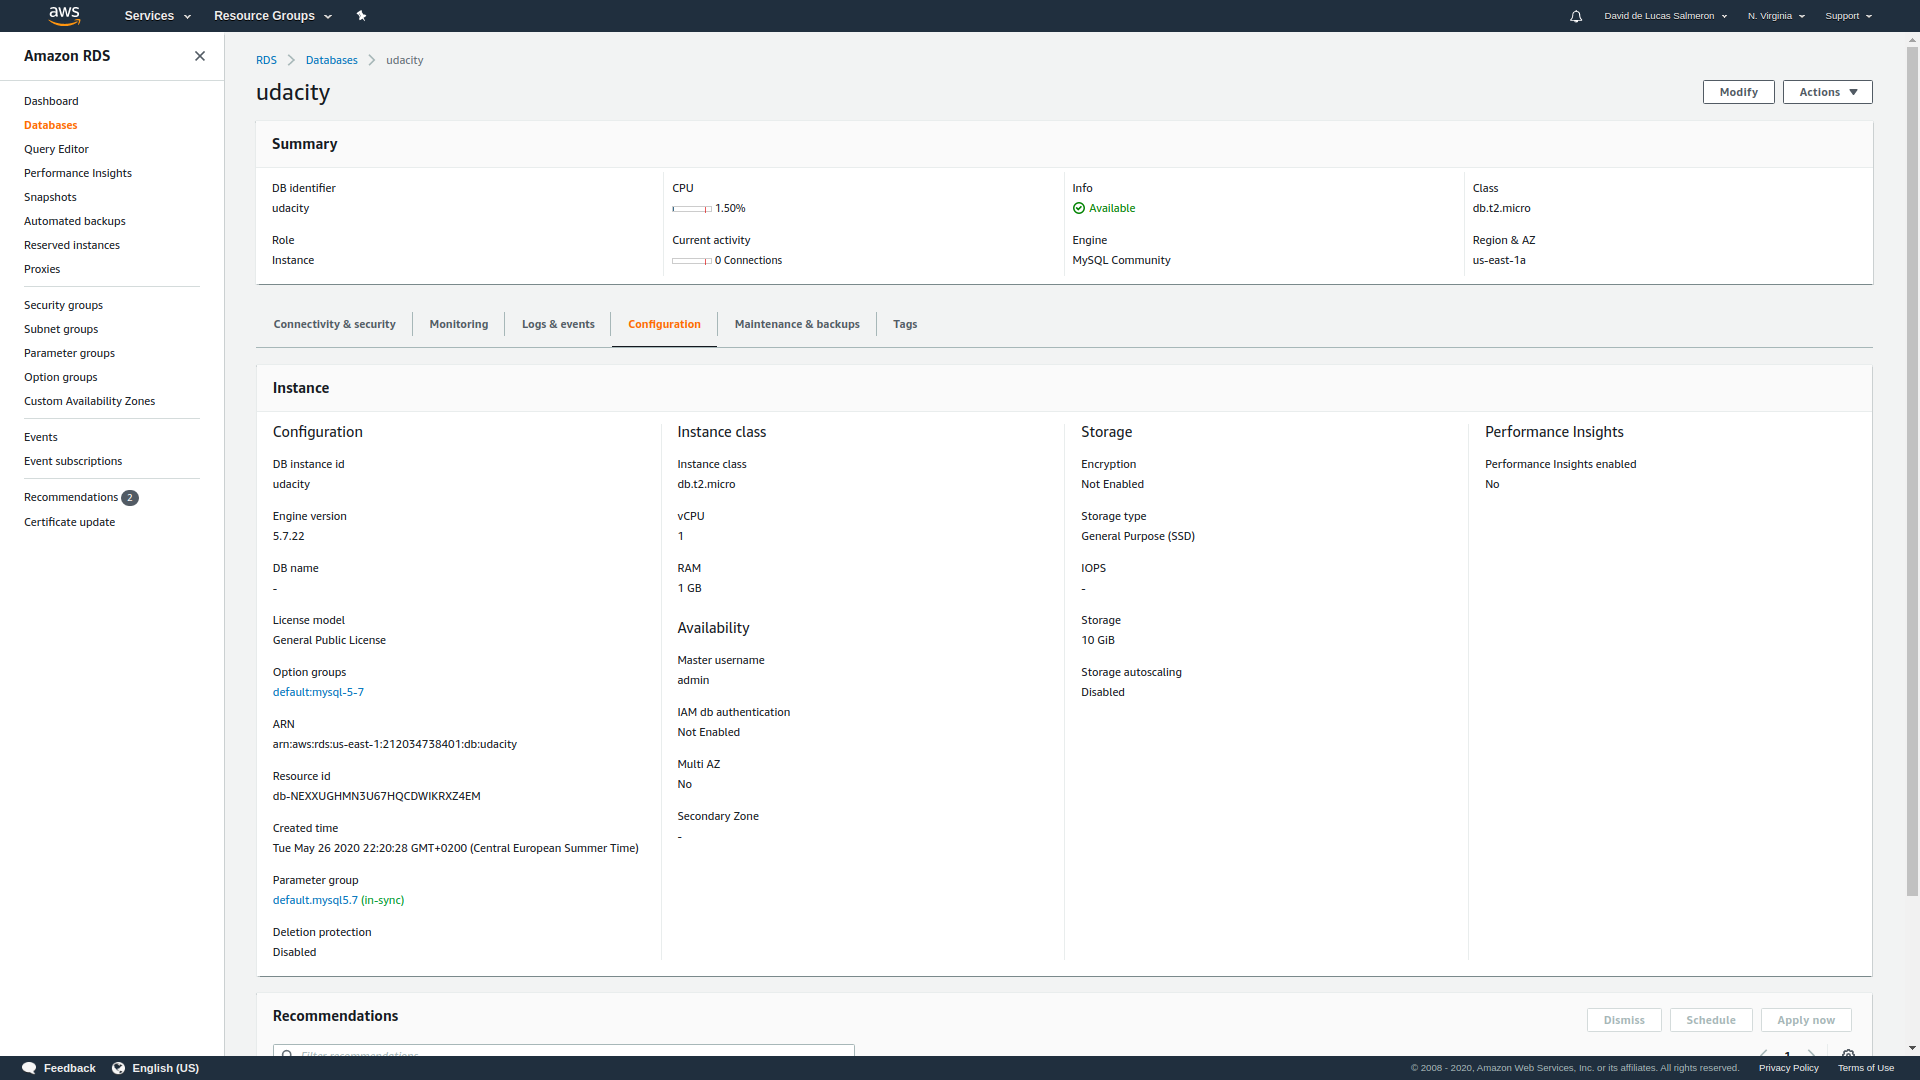 aws Services Resource Groups David de Lucas Salmeron N. Virginia Support
Amazon RDS
Dashboard
Databases
Query Editor
Performance Insights
Snapshots
Automated backups
Reserved instances
Proxies
Security groups
Subnet groups
Parameter groups
Option groups
Custom Availability Zones
Events
Event subscriptions
Recommendations 2
Certificate update
RDS Databases udacity
udacity
Modify Actions
Summary
DB identifier
udacity
Role
Instance
CPU
1.50%
Current activity
0 Connections
Info
Available
Engine
MySQL Community
Class
db.t2.micro
Region & AZ
us-east-1a
Connectivity & security Monitoring Logs & events Configuration Maintenance & backups Tags
Instance
Configuration
DB instance id
udacity
Engine version
5.7.22
DB name
-
License model
General Public License
Option groups
default:mysql-5-7
ARN
arn:aws:rds:us-east-1:212034738401:db:udacity
Resource id
db-NEXXUGHMN3U67HQCDWIKRXZ4EM
Created time
Tue May 26 2020 22:20:28 GMT+0200 (Central European Summer Time)
Parameter group
default.mysql5.7 (in-sync)
Deletion protection
Disabled
Instance class
Instance class
db.t2.micro
vCPU
1
RAM
1 GB
Availability
Master username
admin
IAM db authentication
Not Enabled
Multi AZ
No
Secondary Zone
-
Storage
Encryption
Not Enabled
Storage type
General Purpose (SSD)
IOPS
-
Storage
10 GiB
Storage autoscaling
Disabled
Performance Insights
Performance Insights enabled
No
Recommendations
Dismiss Schedule Apply now
Filter recommendations
1
Feedback English (US) © 2008 - 2020, Amazon Web Services, Inc. or its affiliates. All rights reserved. Privacy Policy Terms of Use